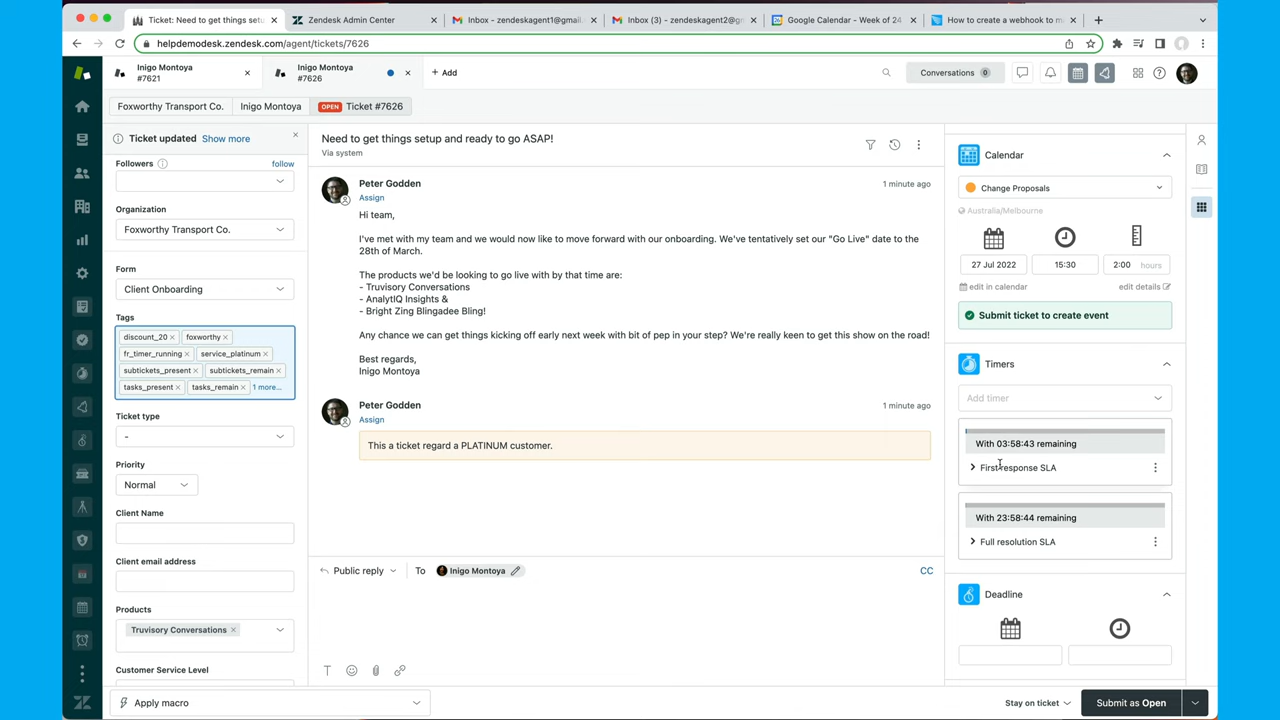 Ticket: Need to get things setu
Zendesk Admin Center
Inbox - zendeskagent1@gmail.
Inbox (3) - zendeskagent2@gm
Google Calendar - Week of 24
How to create a webhook to m
helpdemodesk.zendesk.com/agent/tickets/7626
Inigo Montoya
#7621
Inigo Montoya
#7626
+ Add
Conversations 0
Foxworthy Transport Co.
Inigo Montoya
OPEN Ticket #7626
Ticket updated Show more
Followers
follow
Organization
Foxworthy Transport Co.
Form
Client Onboarding
Tags
discount_20 ×
foxworthy ×
fr_timer_running ×
service_platinum ×
subtickets_present ×
subtickets_remain ×
tasks_present ×
tasks_remain ×
1 more...
Ticket type
-
Priority
Normal
Client Name
Client email address
Products
Truvisory Conversations ×
Customer Service Level
Apply macro
Need to get things setup and ready to go ASAP!
Via system
Peter Godden
1 minute ago
Assign
Hi team,
I've met with my team and we would now like to move forward with our onboarding. We've tentatively set our "Go Live" date to the
28th of March.
The products we'd be looking to go live with by that time are:
- Truvisory Conversations
- AnalytIQ Insights &
- Bright Zing Blingadee Bling!
Any chance we can get things kicking off early next week with bit of pep in your step? We're really keen to get this show on the road!
Best regards,
Inigo Montoya
Peter Godden
1 minute ago
Assign
This a ticket regard a PLATINUM customer.
Public reply
To
Inigo Montoya
CC
Calendar
Change Proposals
Australia/Melbourne
27 Jul 2022
15:30
2:00 hours
edit in calendar
edit details
Submit ticket to create event
Timers
Add timer
With 03:58:43 remaining
First response SLA
With 23:58:44 remaining
Full resolution SLA
Deadline
Stay on ticket
Submit as Open